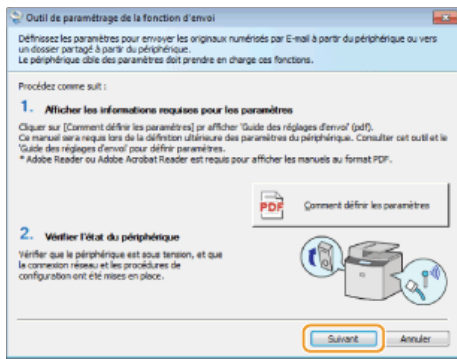 Outil de paramétrage de la fonction d'envoi
Définissez les paramètres pour envoyer les originaux numérisés par E-mail à partir du périphérique ou vers
un dossier partagé à partir du périphérique.
Le périphérique cible des paramètres doit prendre en charge ces fonctions.
Procédez comme suit :
1. Afficher les informations requises pour les paramètres
Cliquer sur [Comment définir les paramètres] pr afficher 'Guide des réglages d'envoi' (pdf).
Ce manuel sera requis lors de la définition ultérieure des paramètres du périphérique. Consulter cet outil et le
'Guide des réglages d'envoi' pour définir paramètres.
* Adobe Reader ou Adobe Acrobat Reader est requis pour afficher les manuels au format PDF.
PDF Comment définir les paramètres
2. Vérifier l'état du périphérique
Vérifier que le périphérique est sous tension, et que
la connexion réseau et les procédures de
configuration ont été mises en place.
Suivant Annuler